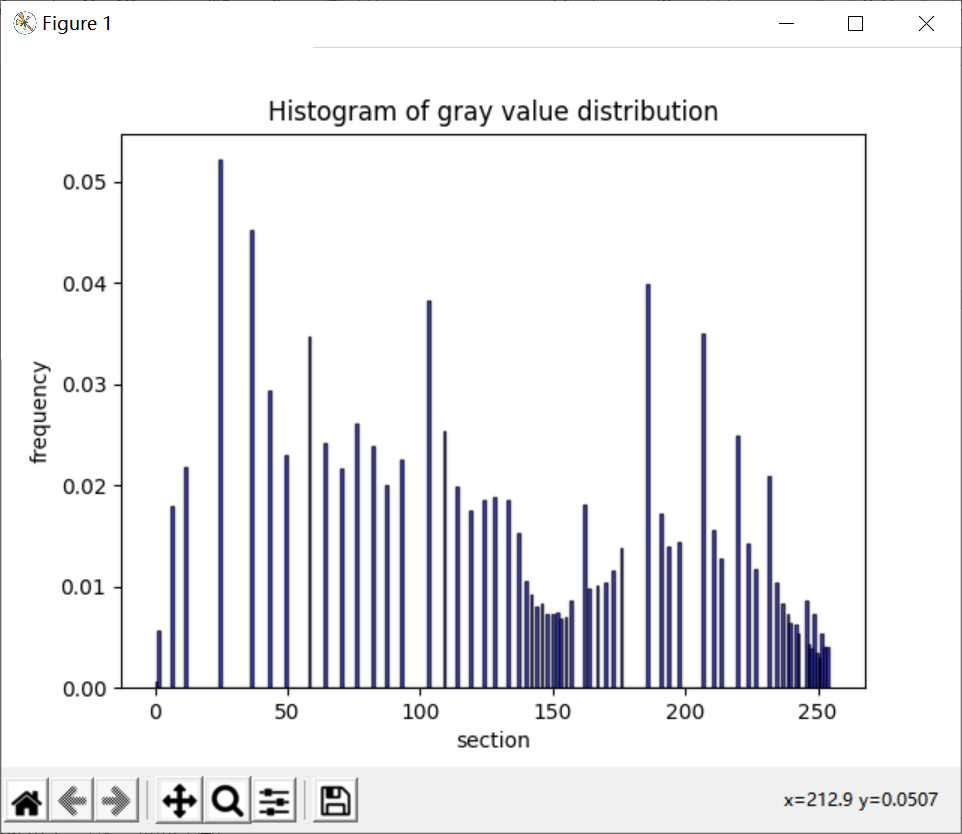 Figure 1
Histogram of gray value distribution
0.05
0.04
0.03
0.02
0.01
0.00
frequency
0 50 100 150 200 250
section
x=212.9 y=0.0507